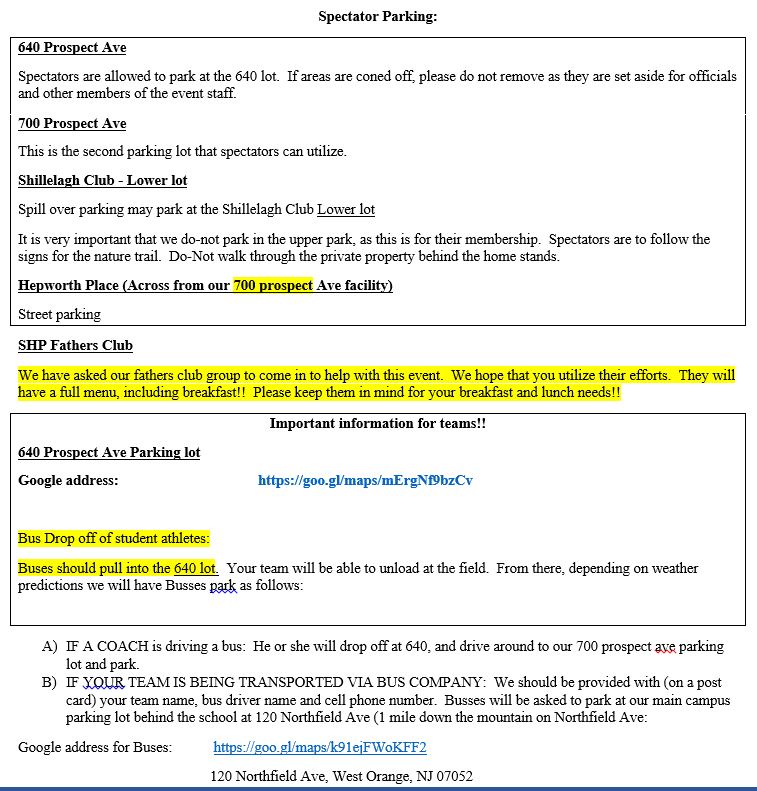 Spectator Parking:
640 Prospect Ave
Spectators are allowed to park at the 640 lot.  If areas are coned off, please do not remove as they are set aside for officials
and other members of the event staff.
700 Prospect Ave
This is the second parking lot that spectators can utilize.
Shillelagh Club - Lower lot
Spill over parking may park at the Shillelagh Club Lower lot
It is very important that we do-not park in the upper park, as this is for their membership.  Spectators are to follow the
signs for the nature trail.  Do-Not walk through the private property behind the home stands.
Hepworth Place (Across from our 700 prospect Ave facility)
Street parking
SHP Fathers Club
We have asked our fathers club group to come in to help with this event.  We hope that you utilize their efforts.  They will
have a full menu, including breakfast!!  Please keep them in mind for your breakfast and lunch needs!!
Important information for teams!!
640 Prospect Ave Parking lot
Google address: https://goo.gl/maps/mErgNf9bzCv
Bus Drop off of student athletes:
Buses should pull into the 640 lot.  Your team will be able to unload at the field.  From there, depending on weather
predictions we will have Busses park as follows:
A) IF A COACH is driving a bus:  He or she will drop off at 640, and drive around to our 700 prospect ave parking
lot and park.
B) IF YOUR TEAM IS BEING TRANSPORTED VIA BUS COMPANY:  We should be provided with (on a post
card) your team name, bus driver name and cell phone number.  Busses will be asked to park at our main campus
parking lot behind the school at 120 Northfield Ave (1 mile down the mountain on Northfield Ave:
Google address for Buses: https://goo.gl/maps/k91ejFWoKFF2
120 Northfield Ave, West Orange, NJ 07052